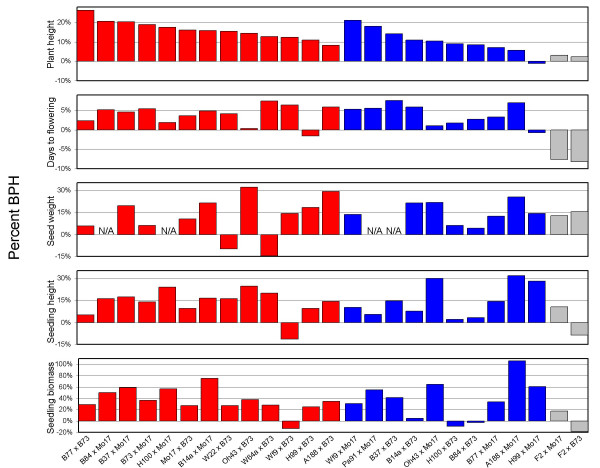 Percent BPH
Plant height
20%
10%
0%
-10%
Days to flowering
5%
0%
-5%
-10%
Seed weight
30%
15%
0%
-15%
N/A
N/A
N/A
N/A
Seedling height
30%
15%
0%
-15%
Seedling biomass
100%
80%
60%
40%
20%
0%
-20%
B77 x B73
B84 x Mo17
B37 x Mo17
B73 x Mo17
H100 x Mo17
Mo17 x B73
B14a x Mo17
W22 x B73
Oh43 x B73
W64a x B73
Wf9 x B73
H99 x B73
A188 x B73
Wf9 x Mo17
Pa91 x Mo17
B37 x B73
B14a x B73
Oh43 x Mo17
H100 x B73
B84 x B73
B77 x Mo17
A188 x Mo17
H99 x Mo17
F2 x Mo17
F2 x B73